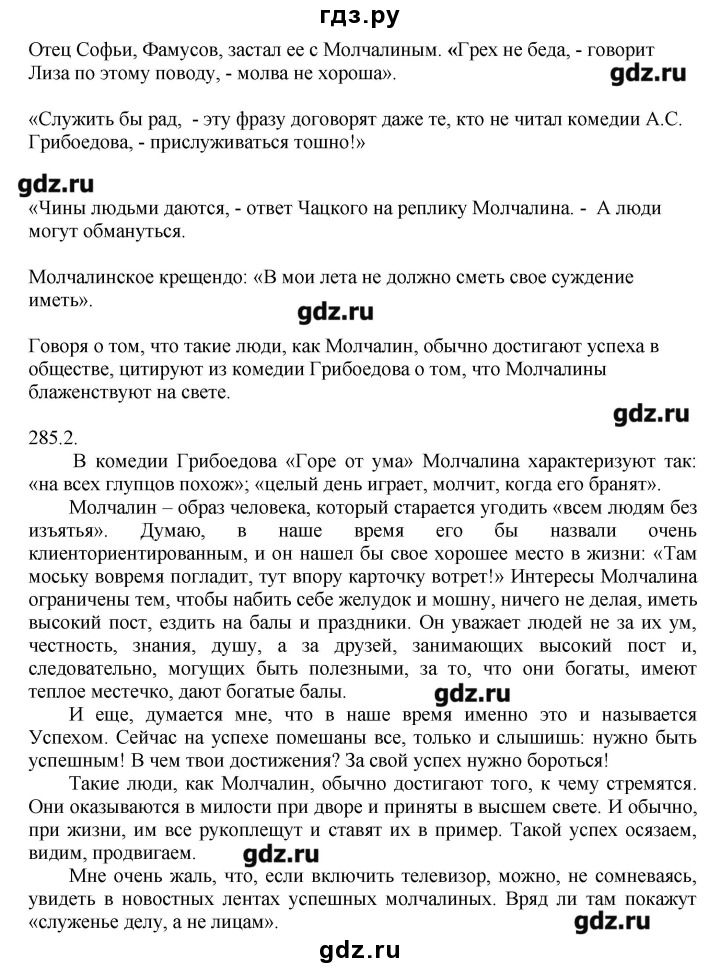 гдз.ру
Отец Софьи, Фамусов, застал ее с Молчалиным. «Грех не беда, - говорит
Лиза по этому поводу, - молва не хороша».
gdz.ru
«Служить бы рад,  - эту фразу договорят даже те, кто не читал комедии А.С.
Грибоедова, - прислуживаться тошно!»
gdz.ru
«Чины людьми даются, - ответ Чацкого на реплику Молчалина. -  А люди
могут обмануться.
Молчалинское крещендо: «В мои лета не должно сметь свое суждение
иметь».
gdz.ru
Говоря о том, что такие люди, как Молчалин, обычно достигают успеха в
обществе, цитируют из комедии Грибоедова о том, что Молчалины
блаженствуют на свете.
gdz.ru
285.2.
В комедии Грибоедова «Горе от ума» Молчалина характеризуют так:
«на всех глупцов похож»; «целый день играет, молчит, когда его бранят».
Молчалин – образ человека, который старается угодить «всем людям без
изъятья». Думаю, в наше время его бы назвали очень
клиенториентированным, и он нашел бы свое хорошее место в жизни: «Там
моську вовремя погладит, тут впору карточку вотрет!» Интересы Молчалина
ограничены тем, чтобы набить себе желудок и мошну, ничего не делая, иметь
высокий пост, ездить на балы и праздники. Он уважает людей не за их ум,
честность, знания, душу, а за друзей, занимающих высокий пост и,
следовательно, могущих быть полезными, за то, что они богаты, имеют
теплое местечко, дают богатые балы.
gdz.ru
И еще, думается мне, что в наше время именно это и называется
Успехом. Сейчас на успехе помешаны все, только и слышишь: нужно быть
успешным! В чем твои достижения? За свой успех нужно бороться!
Такие люди, как Молчалин, обычно достигают того, к чему стремятся.
Они оказываются в милости при дворе и приняты в высшем свете. И обычно,
при жизни, им все рукоплещут и ставят их в пример. Такой успех осязаем,
видим, продвигаем.
gdz.ru
Мне очень жаль, что, если включить телевизор, можно, не сомневаясь,
увидеть в новостных лентах успешных молчалиных. Вряд ли там покажут
«служенье делу, а не лицам».
gdz.ru
gdz.ru